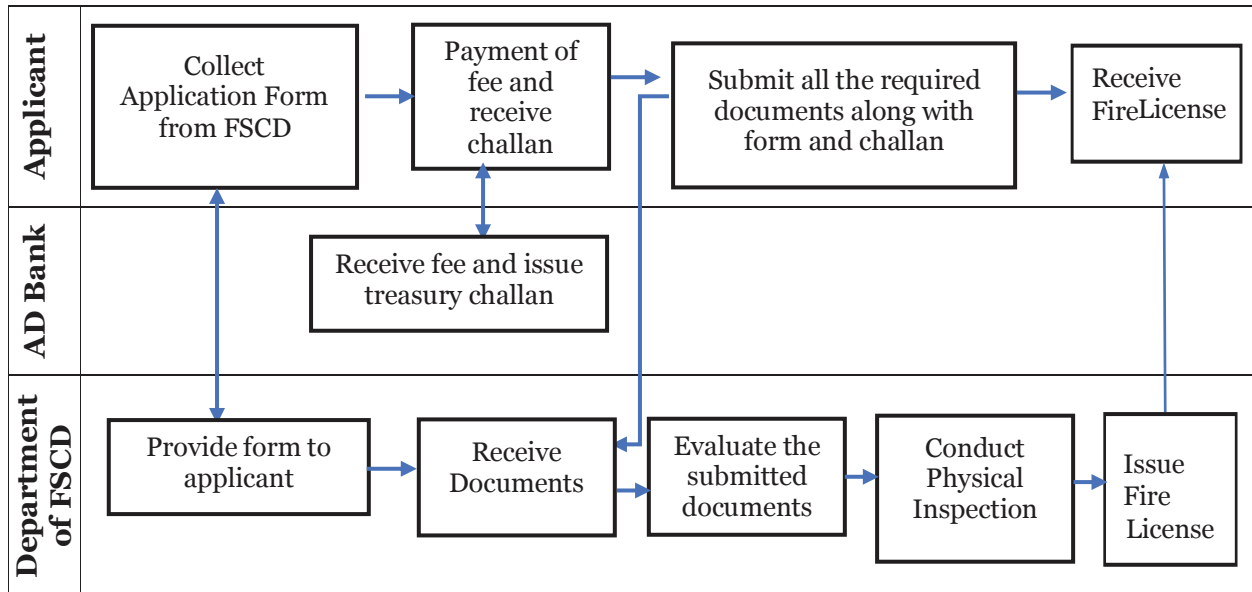 Applicant
Collect
Application Form
from FSCD
Payment of
fee and
receive
challan
Submit all the required
documents along with
form and challan
Receive
FireLicense
AD Bank
Receive fee and issue
treasury challan
Department
of FSCD
Provide form to
applicant
Receive
Documents
Evaluate the
submitted
documents
Conduct
Physical
Inspection
Issue
Fire
License